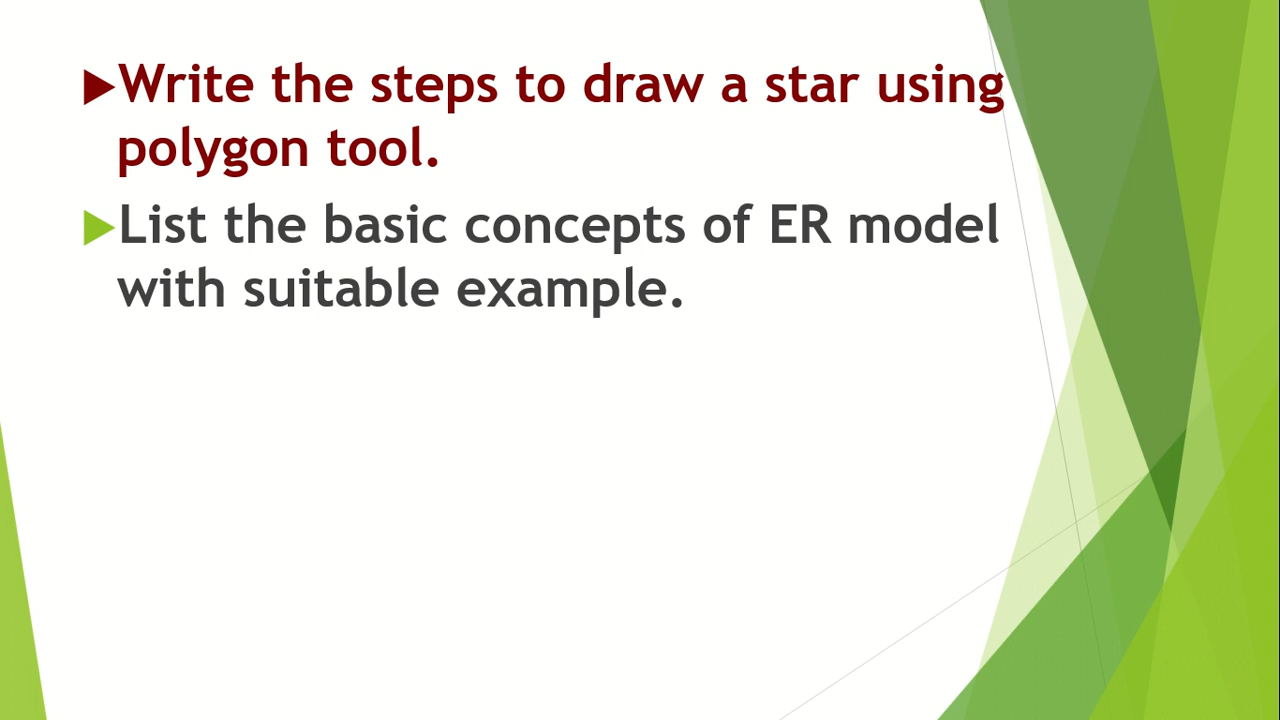 Write the steps to draw a star using
polygon tool.
List the basic concepts of ER model
with suitable example.